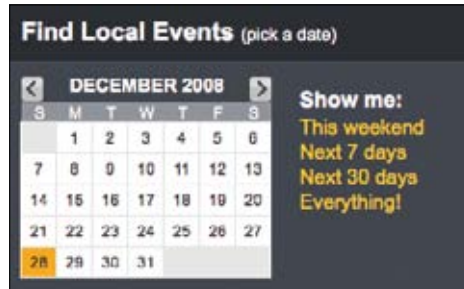 Find Local Events (pick a date)
DECEMBER 2008
S M T W T F S
1 2 3 4 5 6
7 8 9 10 11 12 13
14 15 16 17 18 19 20
21 22 23 24 25 26 27
28 29 30 31
Show me:
This weekend
Next 7 days
Next 30 days
Everything!